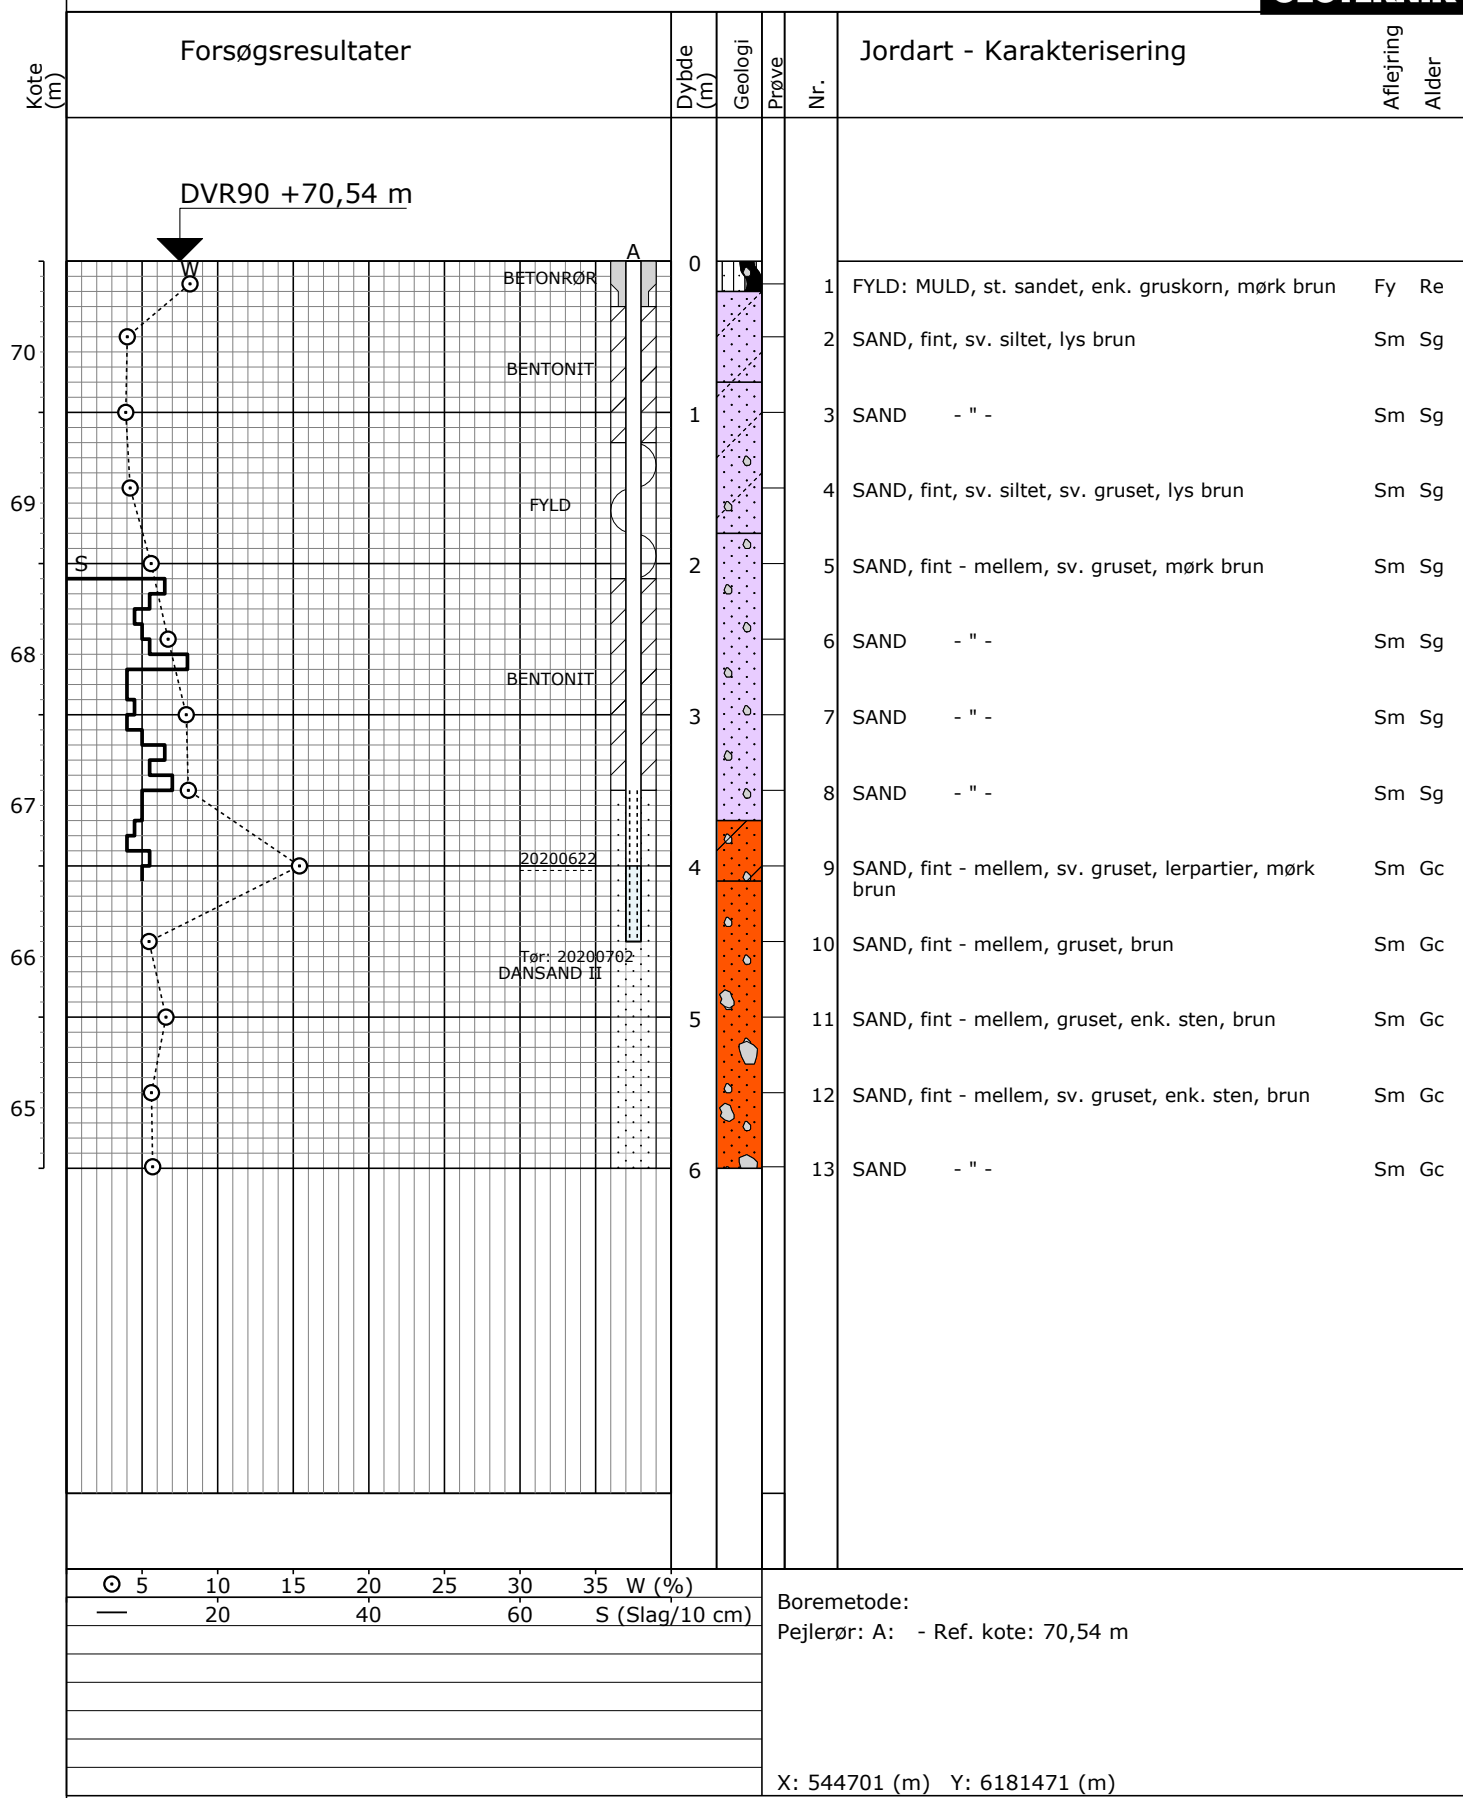 Kote (m)
Forsøgsresultater
Dybde (m)
Geologi
Prøve
Nr.
Jordart - Karakterisering
Aflejring
Alder
DVR90 +70,54 m
A
W
0
BETONRØR
1 FYLD: MULD, st. sandet, enk. gruskorn, mørk brun Fy Re
2 SAND, fint, sv. siltet, lys brun Sm Sg
70
BENTONIT
1
3 SAND - " - Sm Sg
4 SAND, fint, sv. siltet, sv. gruset, lys brun Sm Sg
69
FYLD
S
2
5 SAND, fint - mellem, sv. gruset, mørk brun Sm Sg
6 SAND - " - Sm Sg
68
BENTONIT
3
7 SAND - " - Sm Sg
8 SAND - " - Sm Sg
67
20200622
4
9 SAND, fint - mellem, sv. gruset, lerpartier, mørk Sm Gc
brun
10 SAND, fint - mellem, gruset, brun Sm Gc
66
Tør: 20200702
DANSAND II
5
11 SAND, fint - mellem, gruset, enk. sten, brun Sm Gc
12 SAND, fint - mellem, sv. gruset, enk. sten, brun Sm Gc
65
6
13 SAND - " - Sm Gc
5 10 15 20 25 30 35 W (%)
20 40 60 S (Slag/10 cm)
Boremetode:
Pejlerør: A: - Ref. kote: 70,54 m
X: 544701 (m) Y: 6181471 (m)